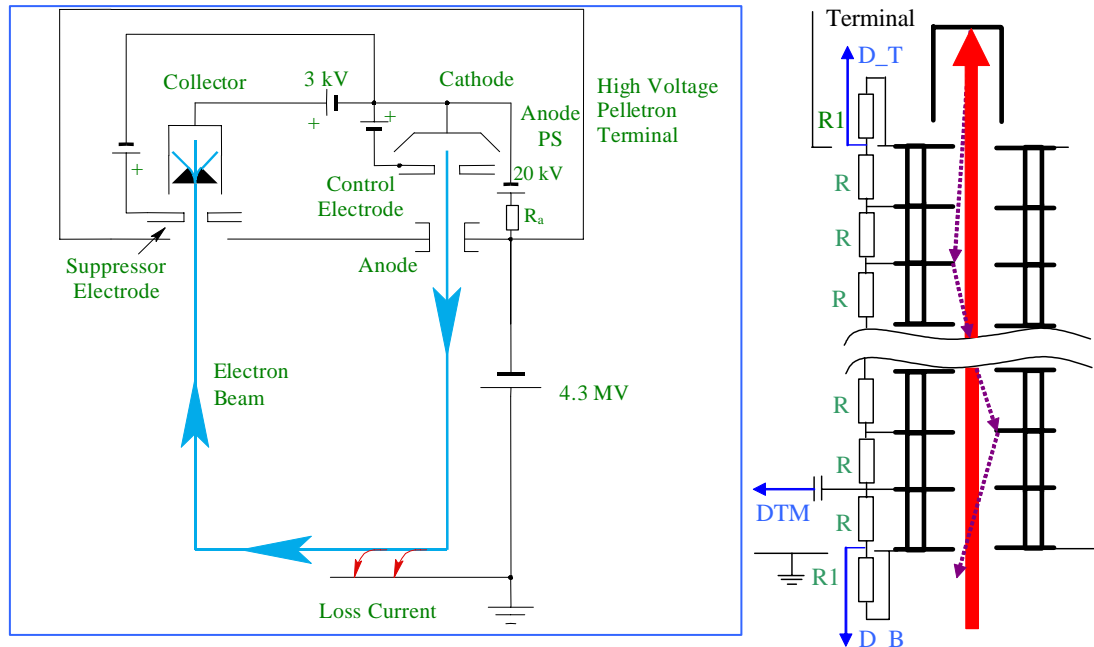 Collector
3 kV
+
+
Cathode
Anode
PS
20 kV
High Voltage
Pelletron
Terminal
+
Control
Electrode
Rₐ
Suppressor
Electrode
Anode
Electron
Beam
4.3 MV
Loss Current
Terminal
D_T
R1
R
R
R
R
R
DTM
R
R1
D_B